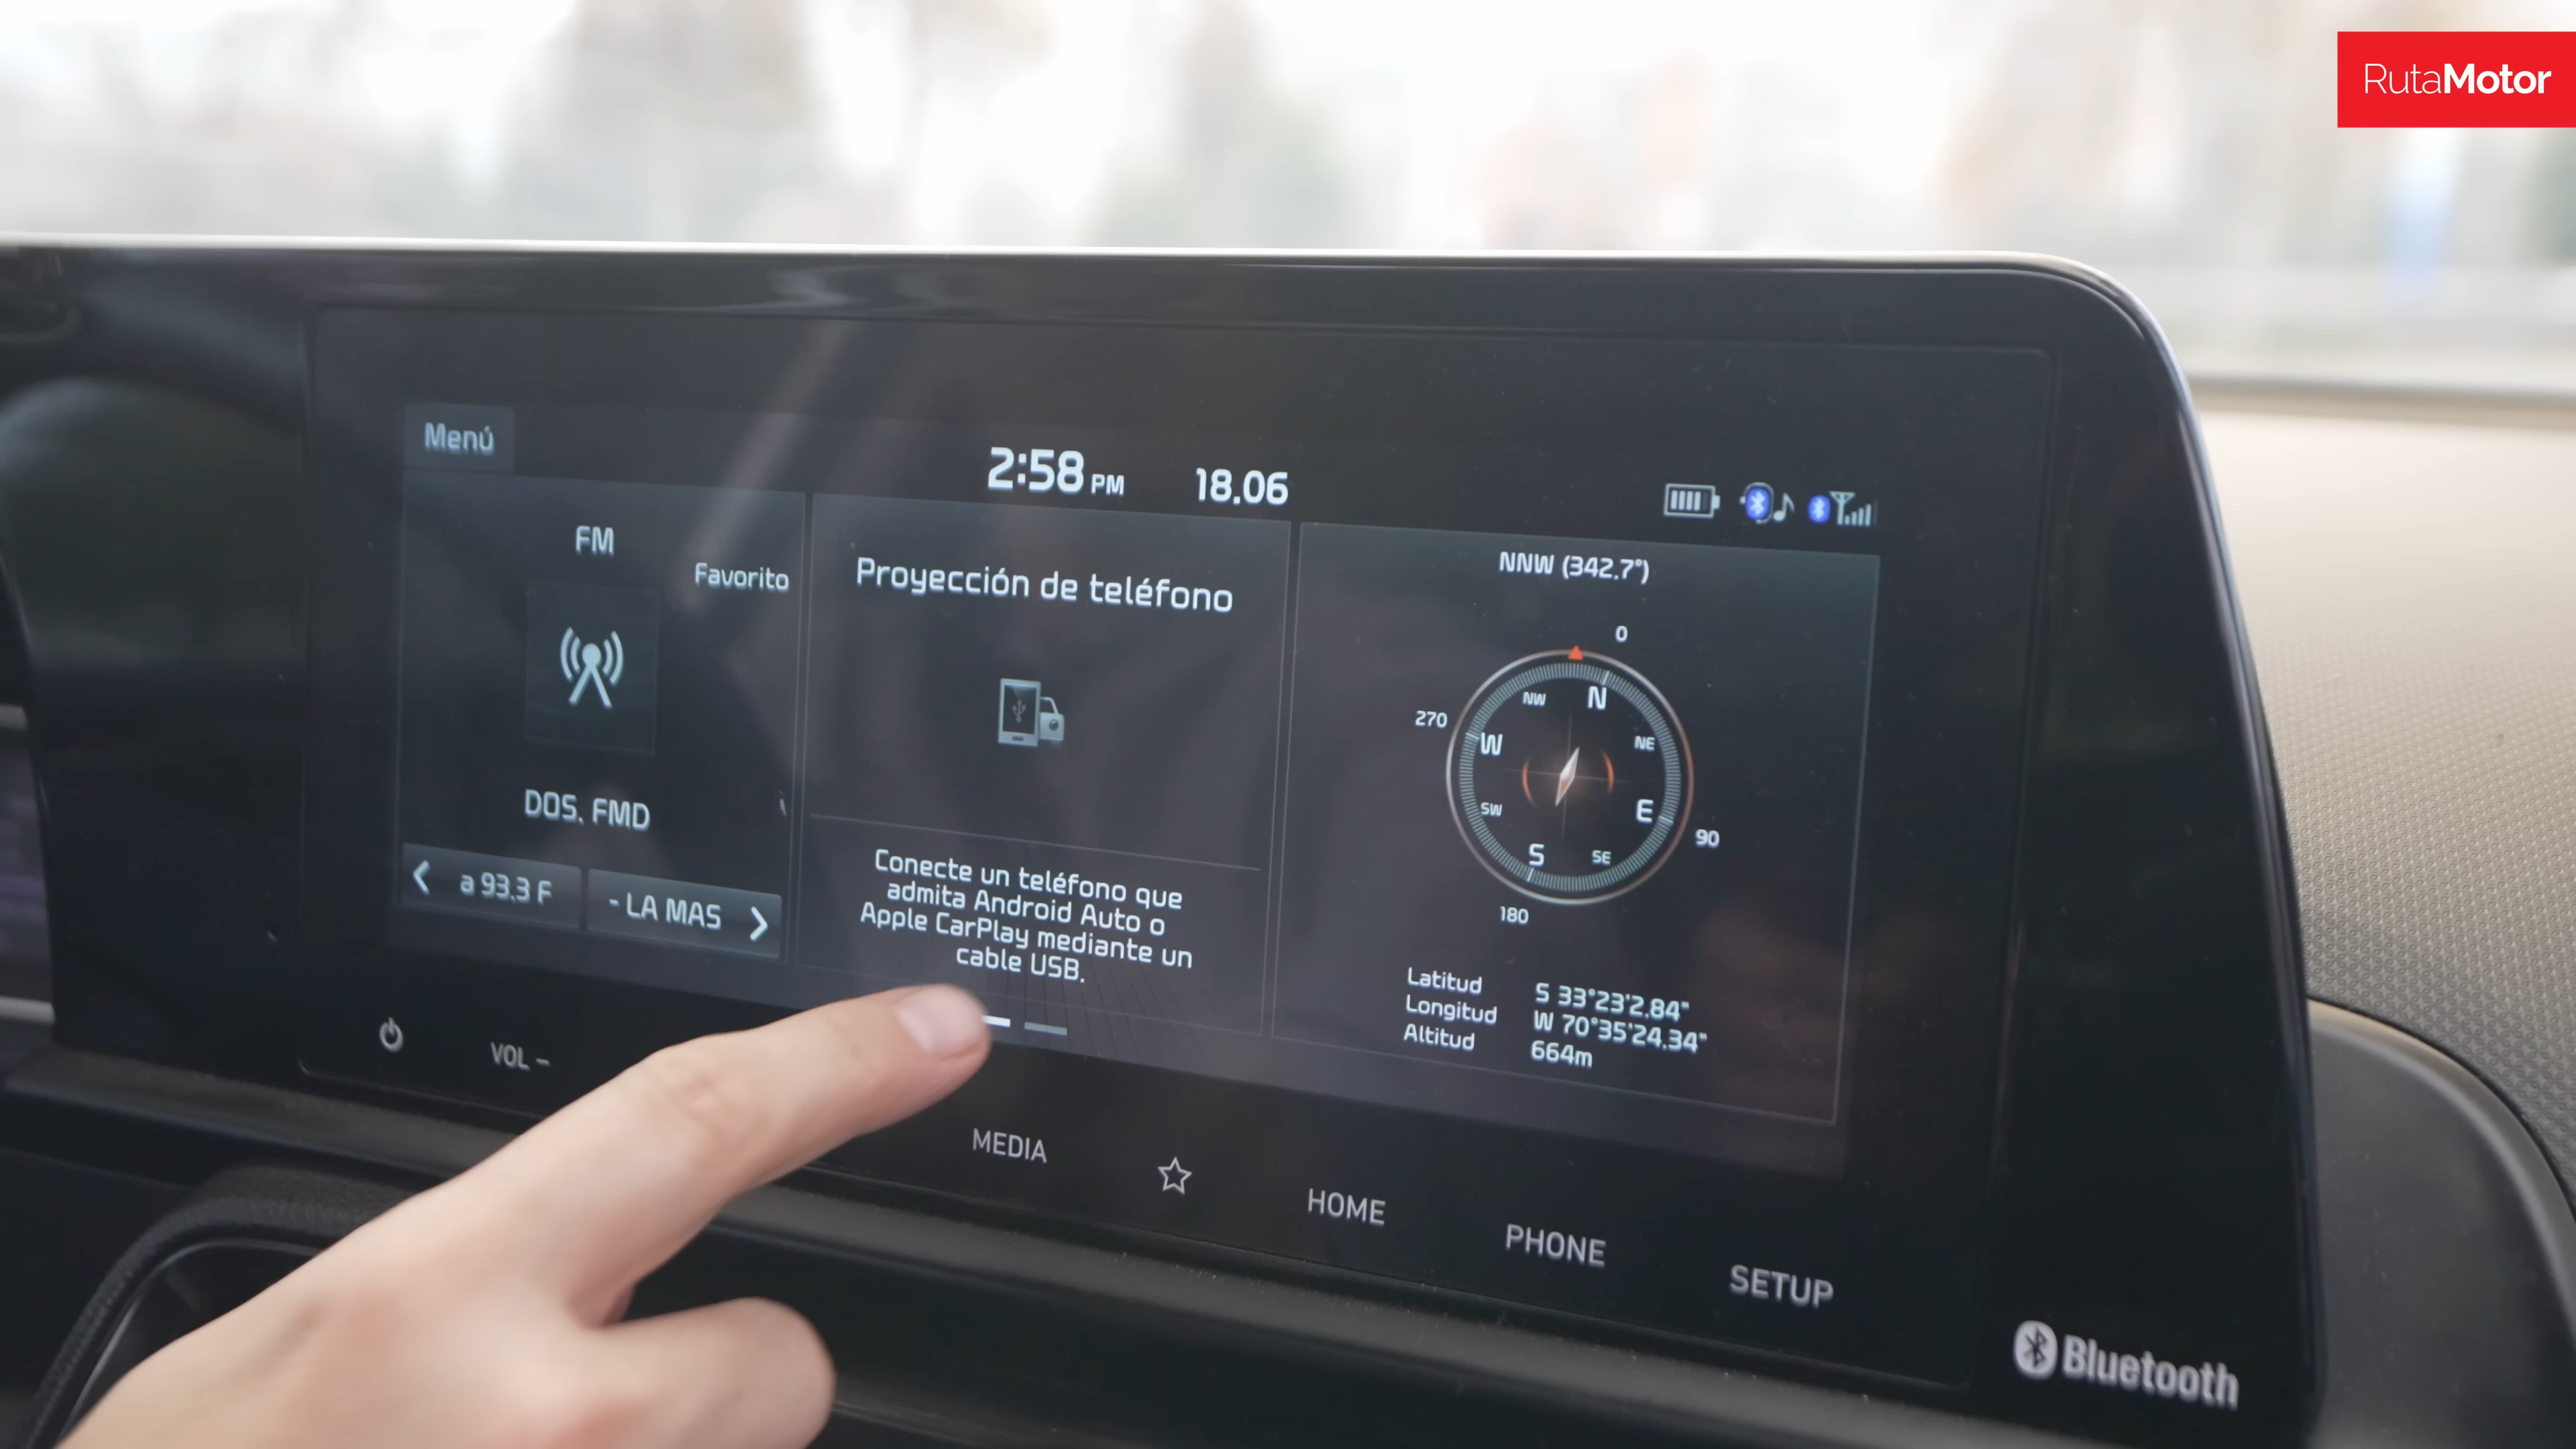 RutaMotor
Menú
2:58 PM
18.06
FM
Favorito
DOS. FMD
a 93.3 F
- LA MAS
Proyección de teléfono
Conecte un teléfono que
admita Android Auto o
Apple CarPlay mediante un
cable USB.
NNW (342.7°)
0
N
NW
NE
270
W
E
90
SW
SE
S
180
Latitud S 33°23'2.84"
Longitud W 70°35'24.34"
Altitud 664m
VOL –
MEDIA
HOME
PHONE
SETUP
Bluetooth